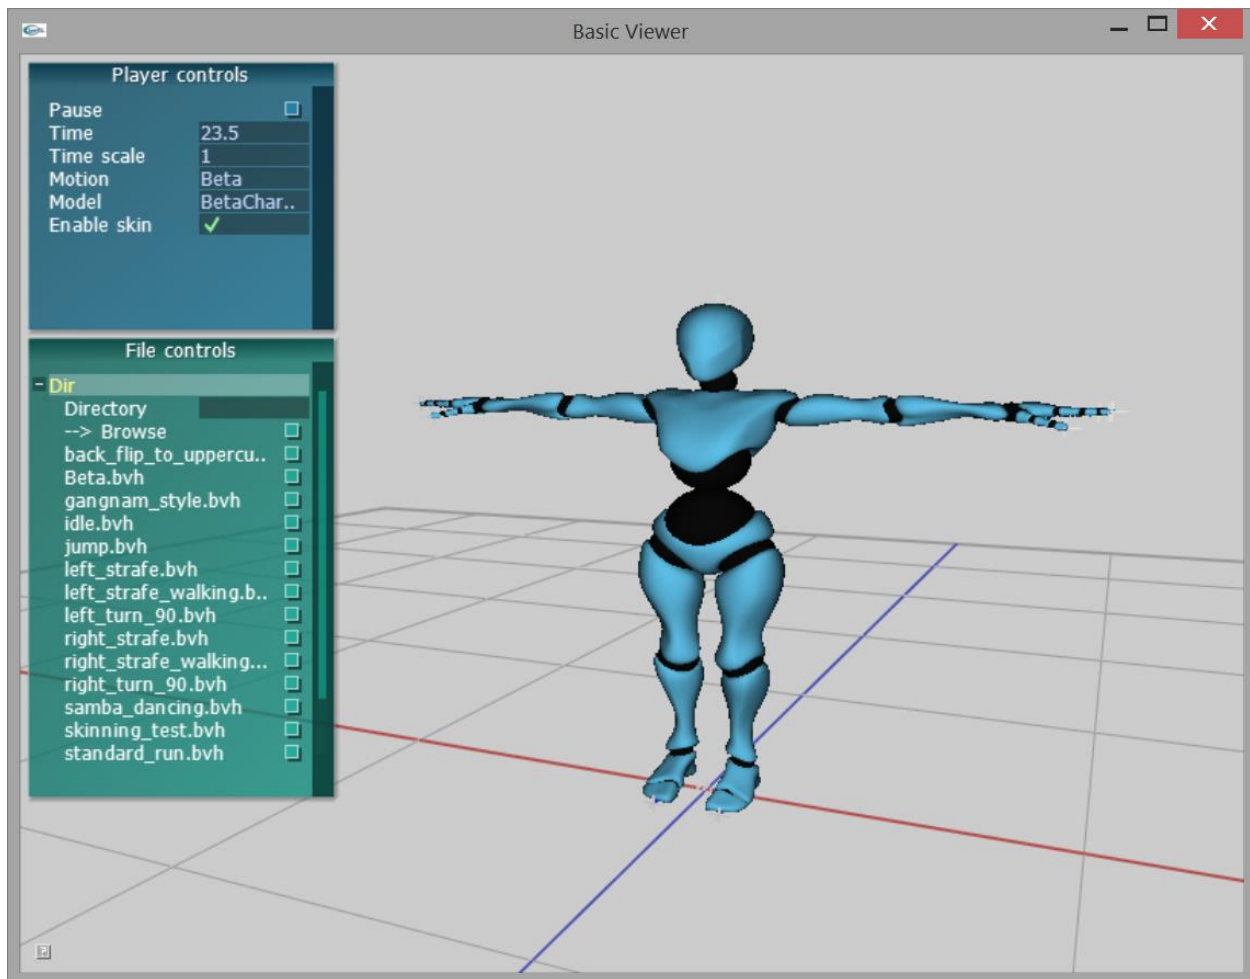 Basic Viewer
Player controls
Pause
Time 23.5
Time scale 1
Motion Beta
Model BetaChar..
Enable skin
File controls
Dir
Directory
--> Browse
back_flip_to_uppercu..
Beta.bvh
gangnam_style.bvh
idle.bvh
jump.bvh
left_strafe.bvh
left_strafe_walking.b..
left_turn_90.bvh
right_strafe.bvh
right_strafe_walking...
right_turn_90.bvh
samba_dancing.bvh
skinning_test.bvh
standard_run.bvh
?